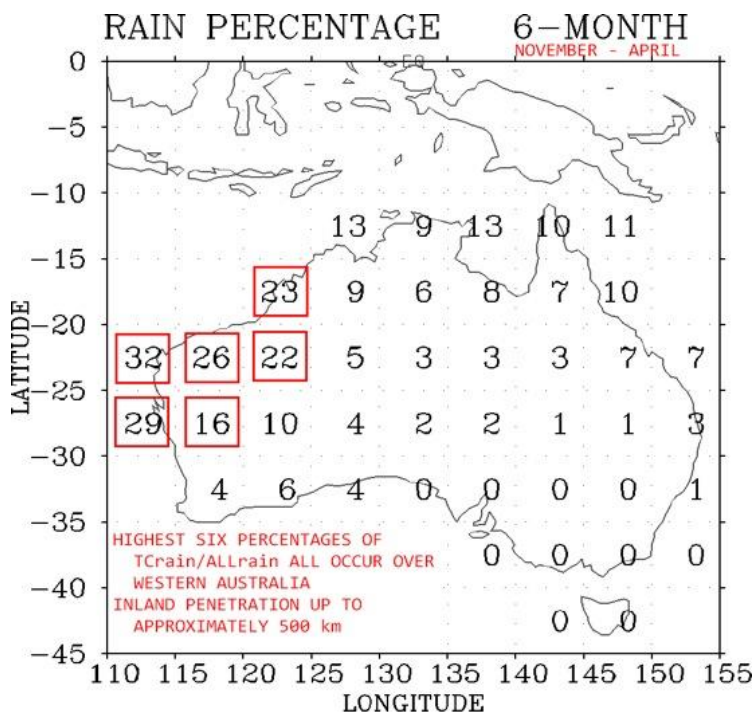 RAIN PERCENTAGE 6-MONTH
NOVEMBER - APRIL
EQ
0
-5
-10
13 9 13 10 11
-15
23 9 6 8 7 10
-20
32 26 22 5 3 3 3 7 7
-25
29 16 10 4 2 2 1 1 3
-30
4 6 4 0 0 0 0 1
-35
HIGHEST SIX PERCENTAGES OF
TCrain/ALLrain ALL OCCUR OVER
WESTERN AUSTRALIA
INLAND PENETRATION UP TO
APPROXIMATELY 500 km
0 0 0 0
-40
0 0
-45
110 115 120 125 130 135 140 145 150 155
LONGITUDE
LATITUDE